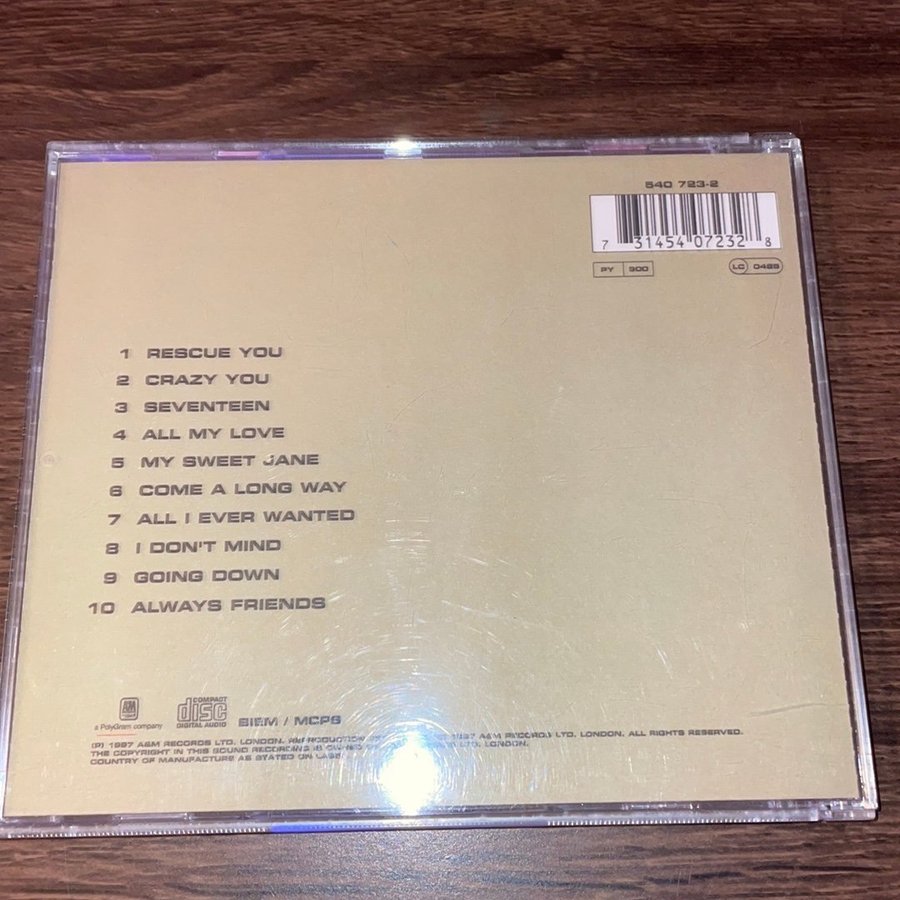 540 723-2
7 31454 07232 8
PY 300
LC 0485
1 RESCUE YOU
2 CRAZY YOU
3 SEVENTEEN
4 ALL MY LOVE
5 MY SWEET JANE
6 COME A LONG WAY
7 ALL I EVER WANTED
8 I DON'T MIND
9 GOING DOWN
10 ALWAYS FRIENDS
A&M
a PolyGram company
COMPACT
disc
DIGITAL AUDIO
BIEM / MCPS
(P) 1997 A&M RECORDS LTD. LONDON. 1997 A&M RECORDS LTD. LONDON. ALL RIGHTS RESERVED.
THE COPYRIGHT IN THIS SOUND RECORDING IS OWNED LTD. LONDON.
COUNTRY OF MANUFACTURE AS STATED ON